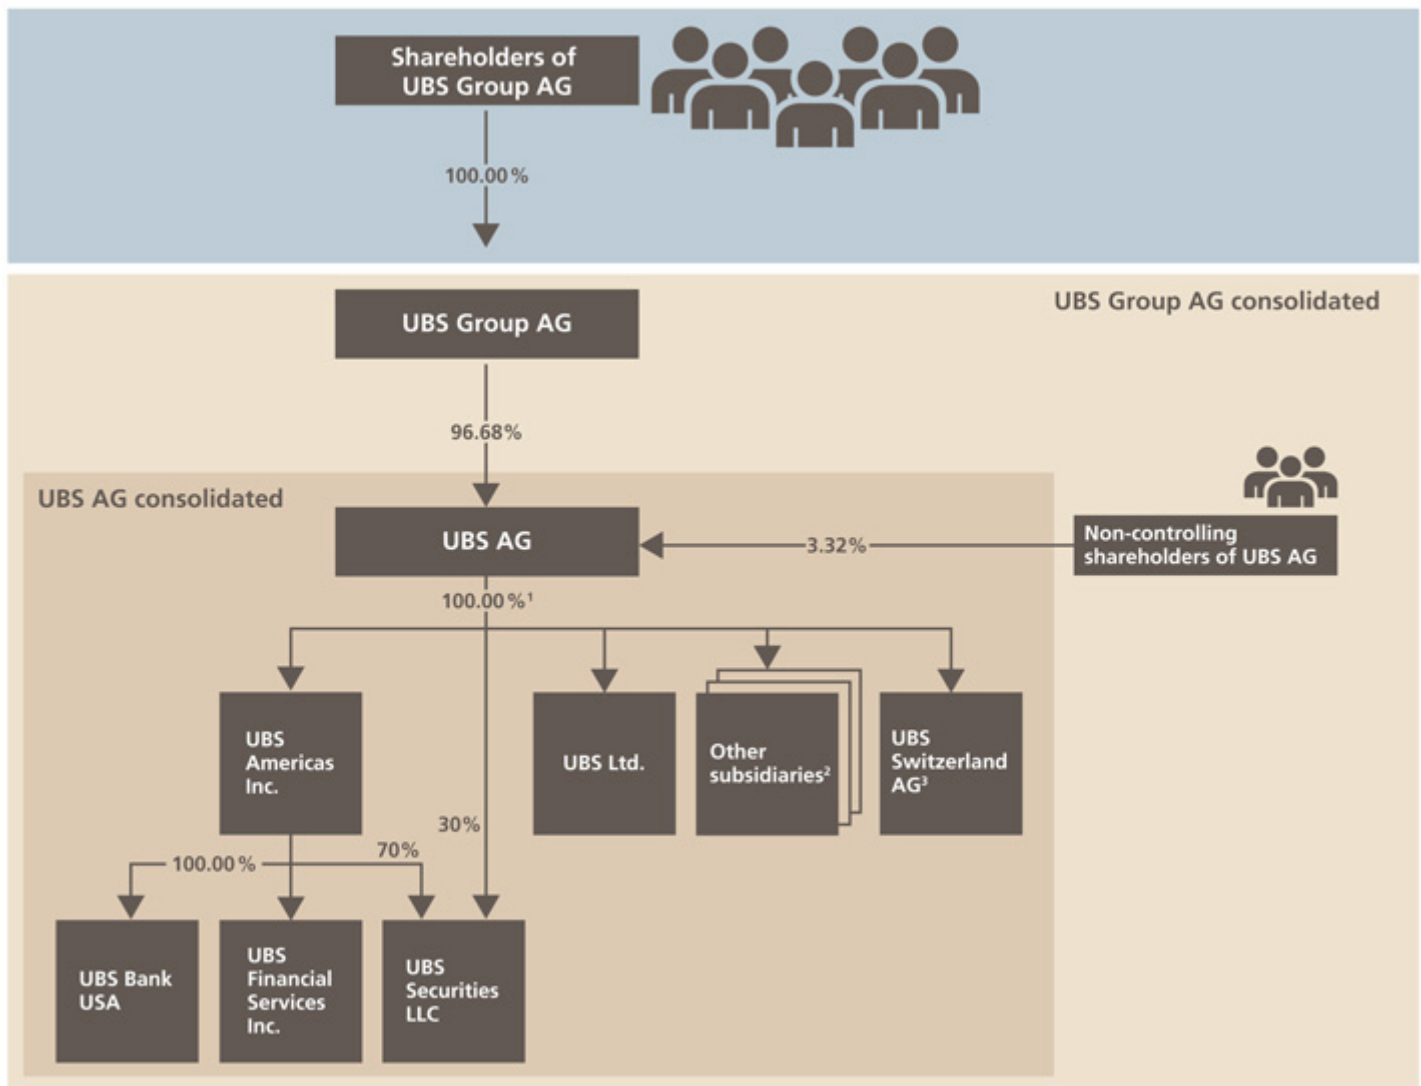 Shareholders of
UBS Group AG
100.00%
UBS Group AG consolidated
UBS Group AG
96.68%
UBS AG consolidated
UBS AG
3.32%
Non-controlling
shareholders of UBS AG
100.00%¹
UBS
Americas
Inc.
UBS Ltd.
Other
subsidiaries²
UBS
Switzerland
AG³
30%
70%
100.00%
UBS Bank
USA
UBS
Financial
Services
Inc.
UBS
Securities
LLC